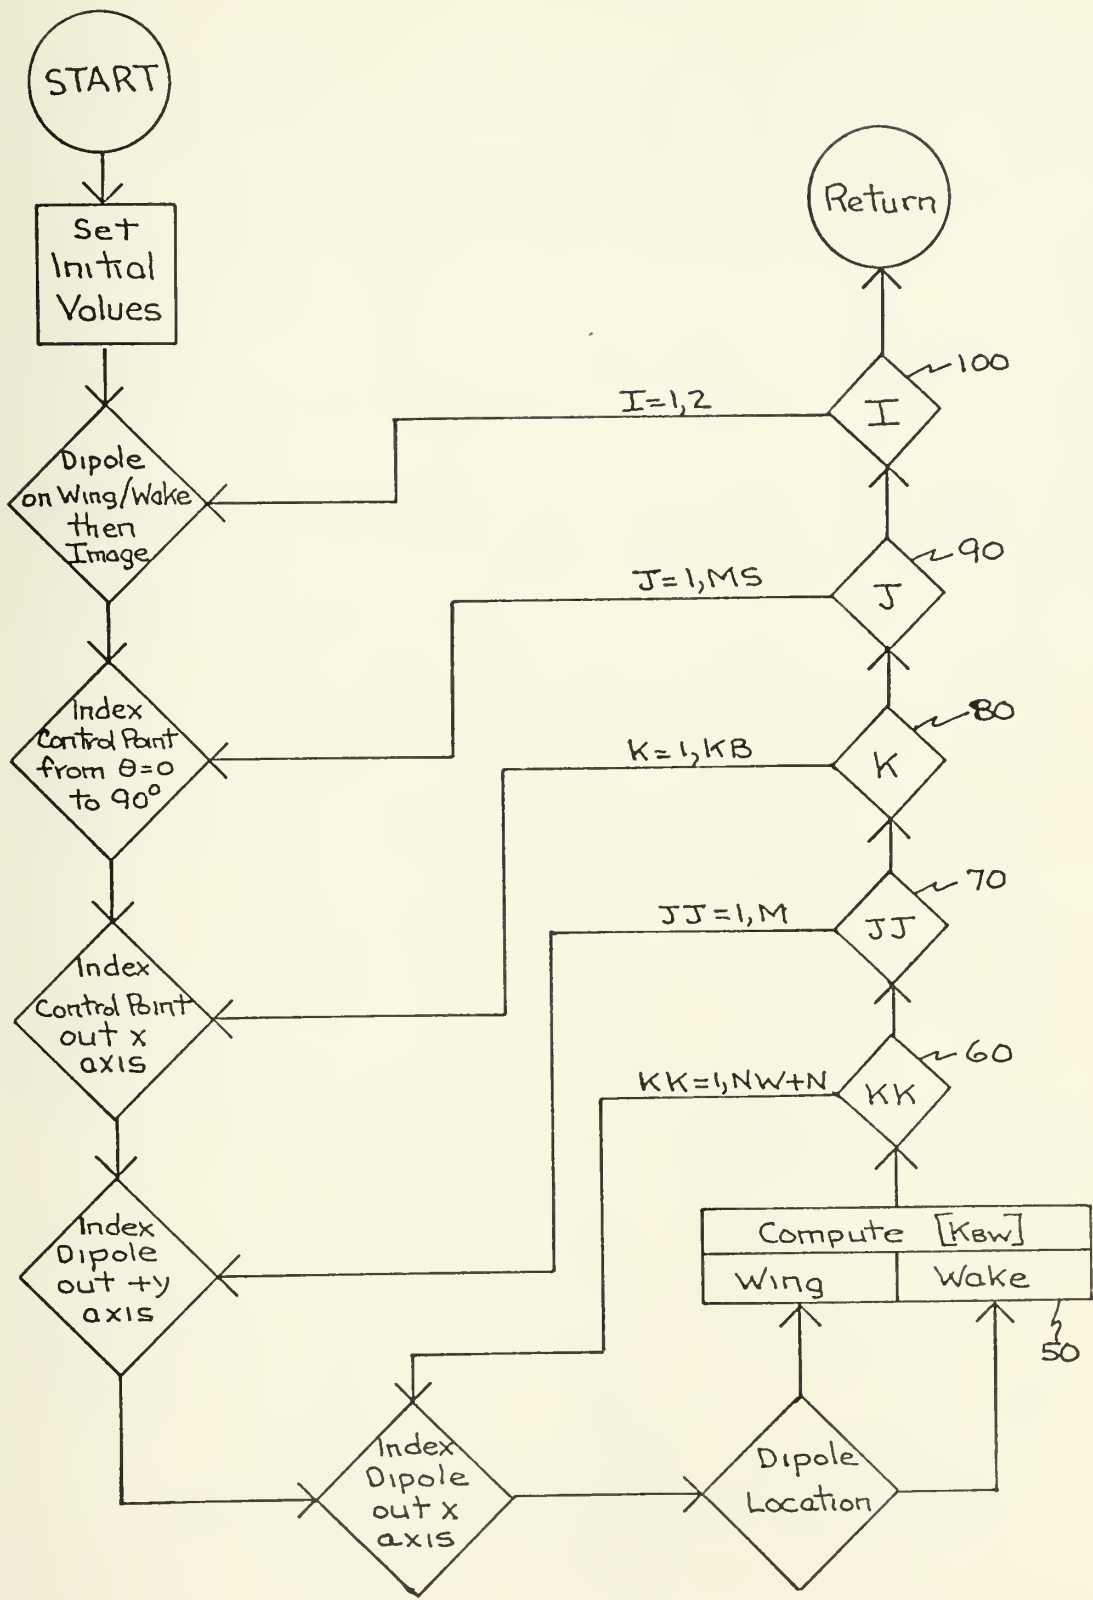 START
Set
Initial
Values
Dipole
on Wing/Wake
then
Image
Index
Control Point
from θ=0
to 90°
Index
Control Point
out x
axis
Index
Dipole
out +y
axis
Index
Dipole
out x
axis
Dipole
Location
Compute [KBW]
Wing
Wake
50
KK=1,NW+N
KK
60
JJ=1,M
JJ
70
K=1,KB
K
80
J=1,MS
J
90
I=1,2
I
100
Return